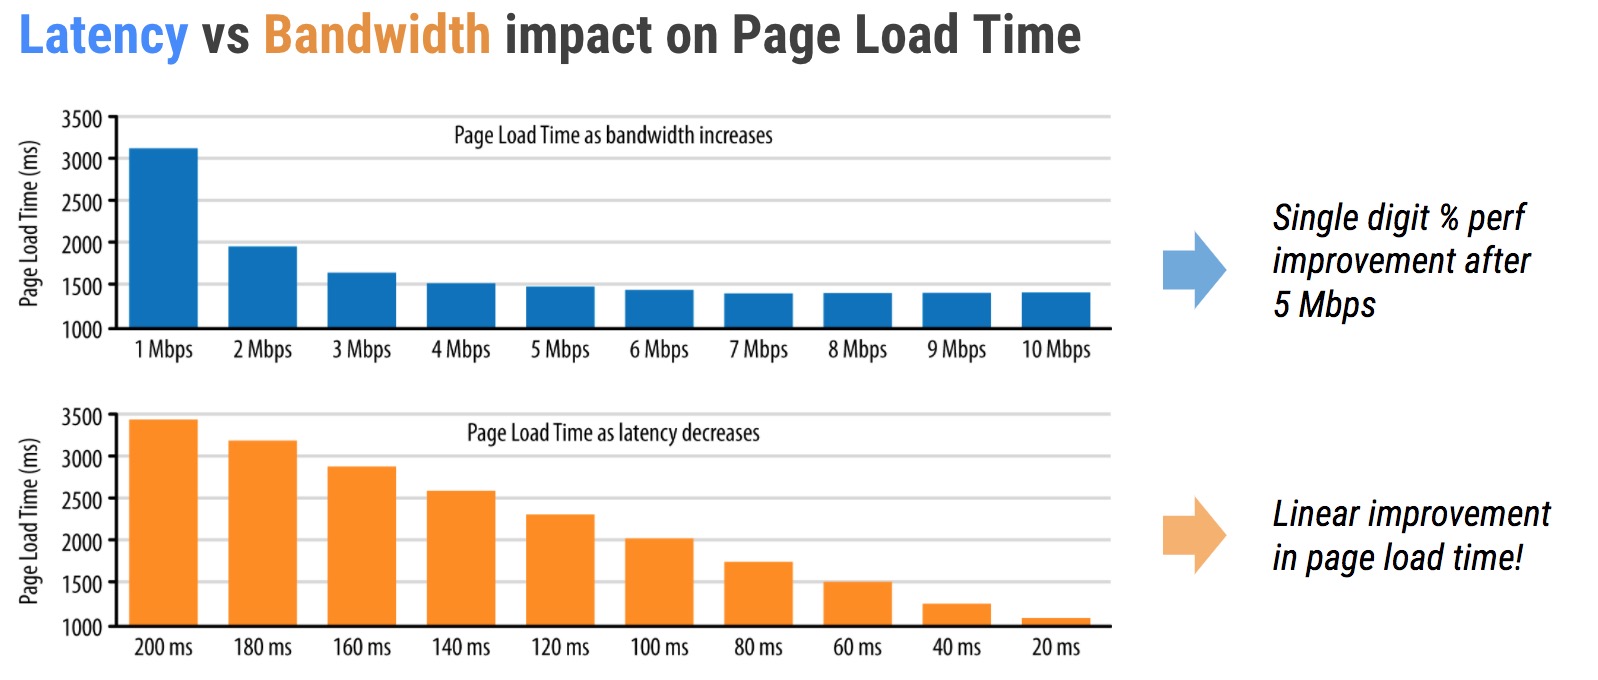 Latency vs Bandwidth impact on Page Load Time
Page Load Time as bandwidth increases
Page Load Time (ms)
3500
3000
2500
2000
1500
1000
1 Mbps 2 Mbps 3 Mbps 4 Mbps 5 Mbps 6 Mbps 7 Mbps 8 Mbps 9 Mbps 10 Mbps
Single digit % perf
improvement after
5 Mbps
Page Load Time as latency decreases
Page Load Time (ms)
3500
3000
2500
2000
1500
1000
200 ms 180 ms 160 ms 140 ms 120 ms 100 ms 80 ms 60 ms 40 ms 20 ms
Linear improvement
in page load time!